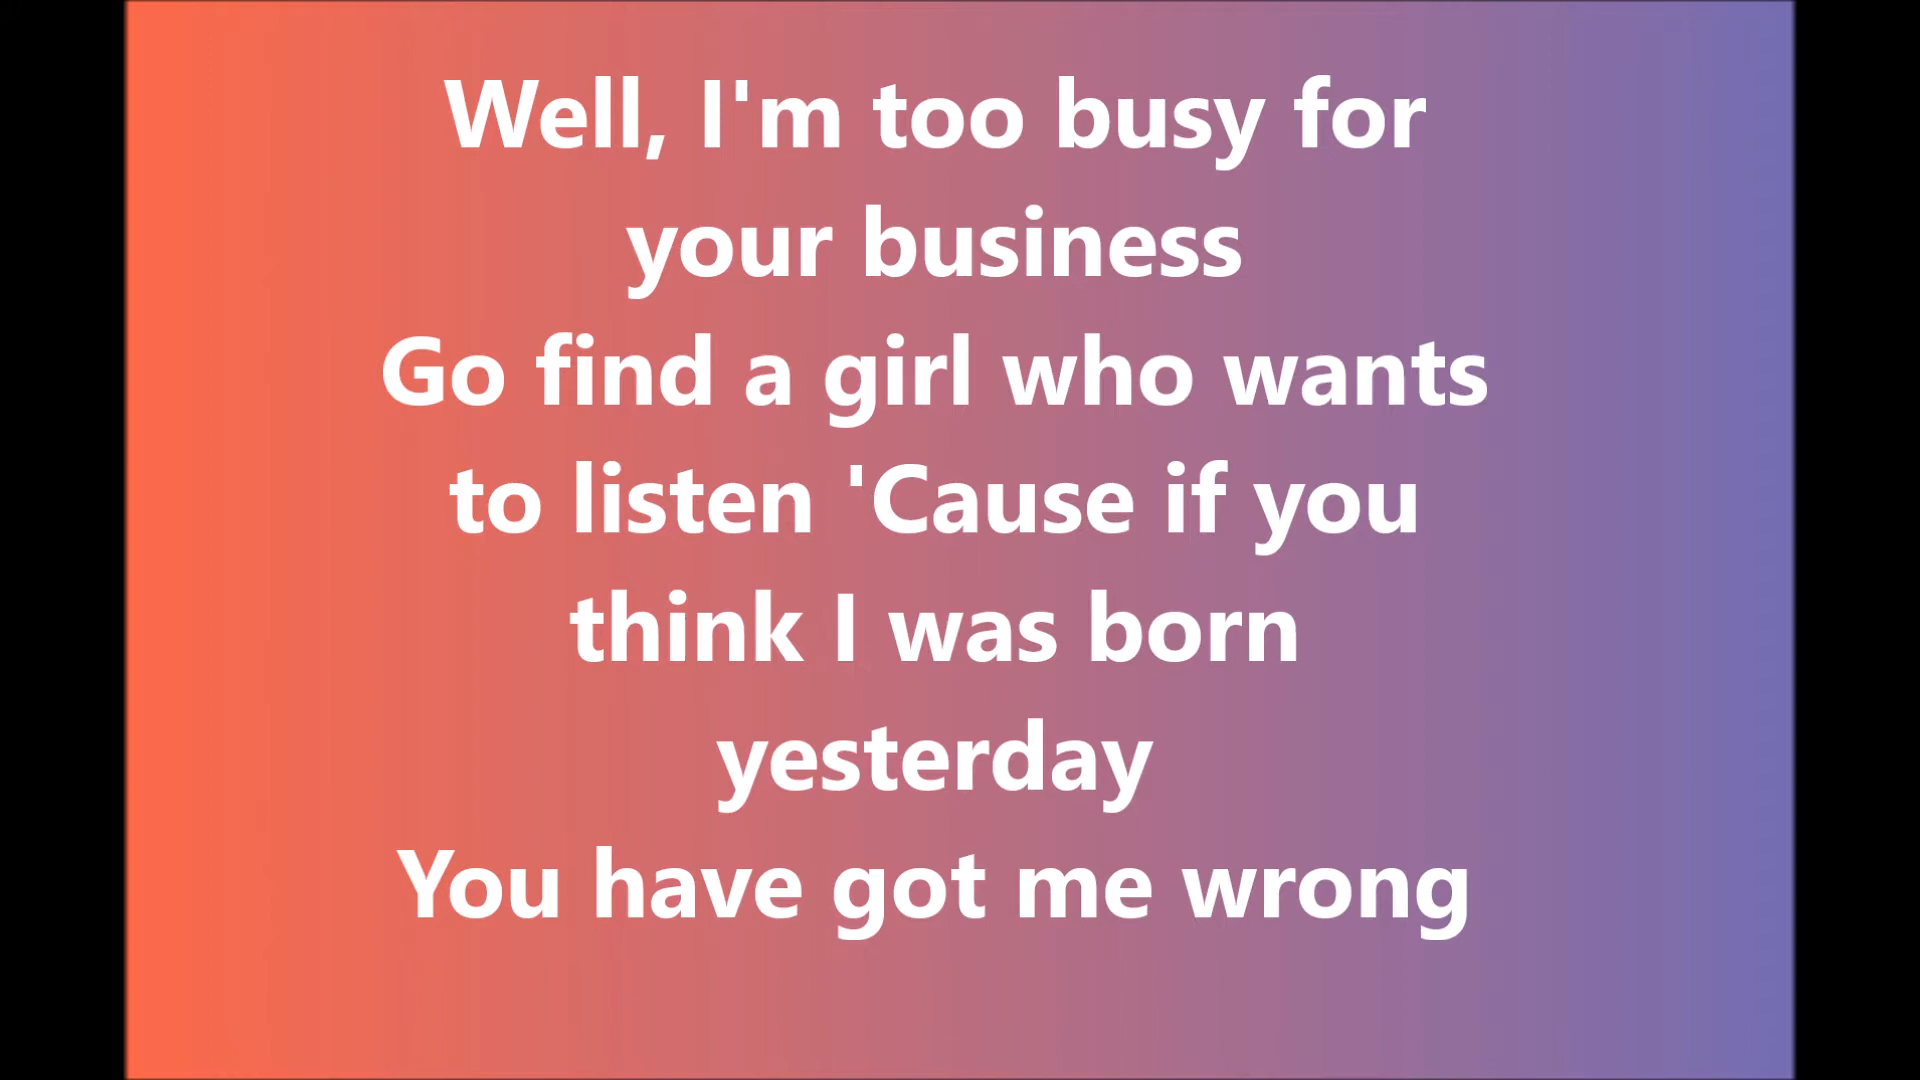 Well, I'm too busy for
your business
Go find a girl who wants
to listen 'Cause if you
think I was born
yesterday
You have got me wrong